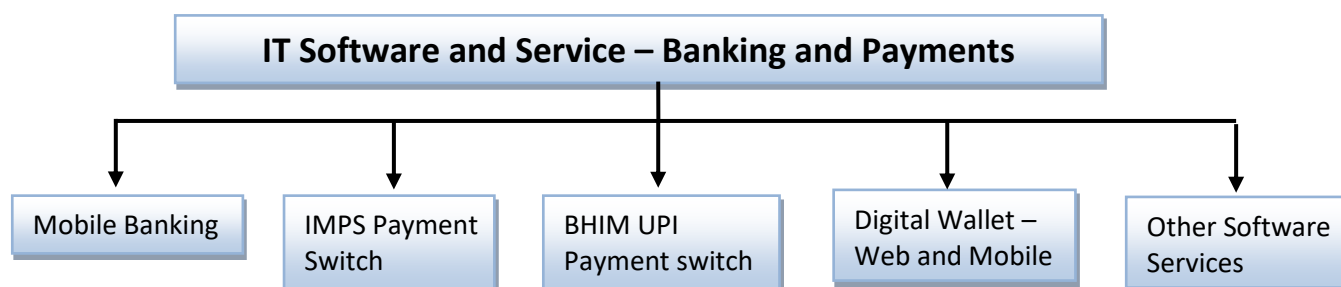 IT Software and Service – Banking and Payments
Mobile Banking
IMPS Payment
Switch
BHIM UPI
Payment switch
Digital Wallet –
Web and Mobile
Other Software
Services